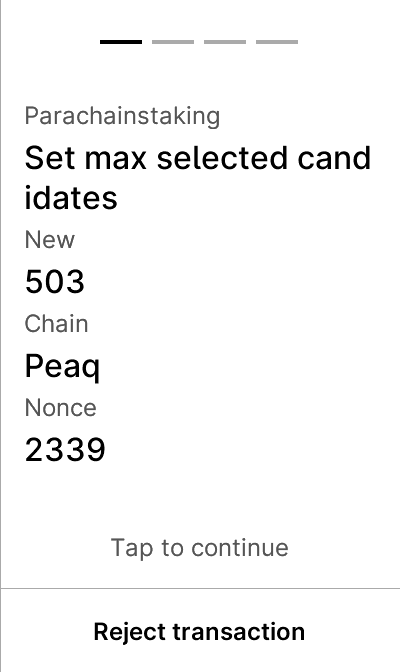 Parachainstaking
Set max selected cand
idates
New
503
Chain
Peaq
Nonce
2339
Tap to continue
Reject transaction